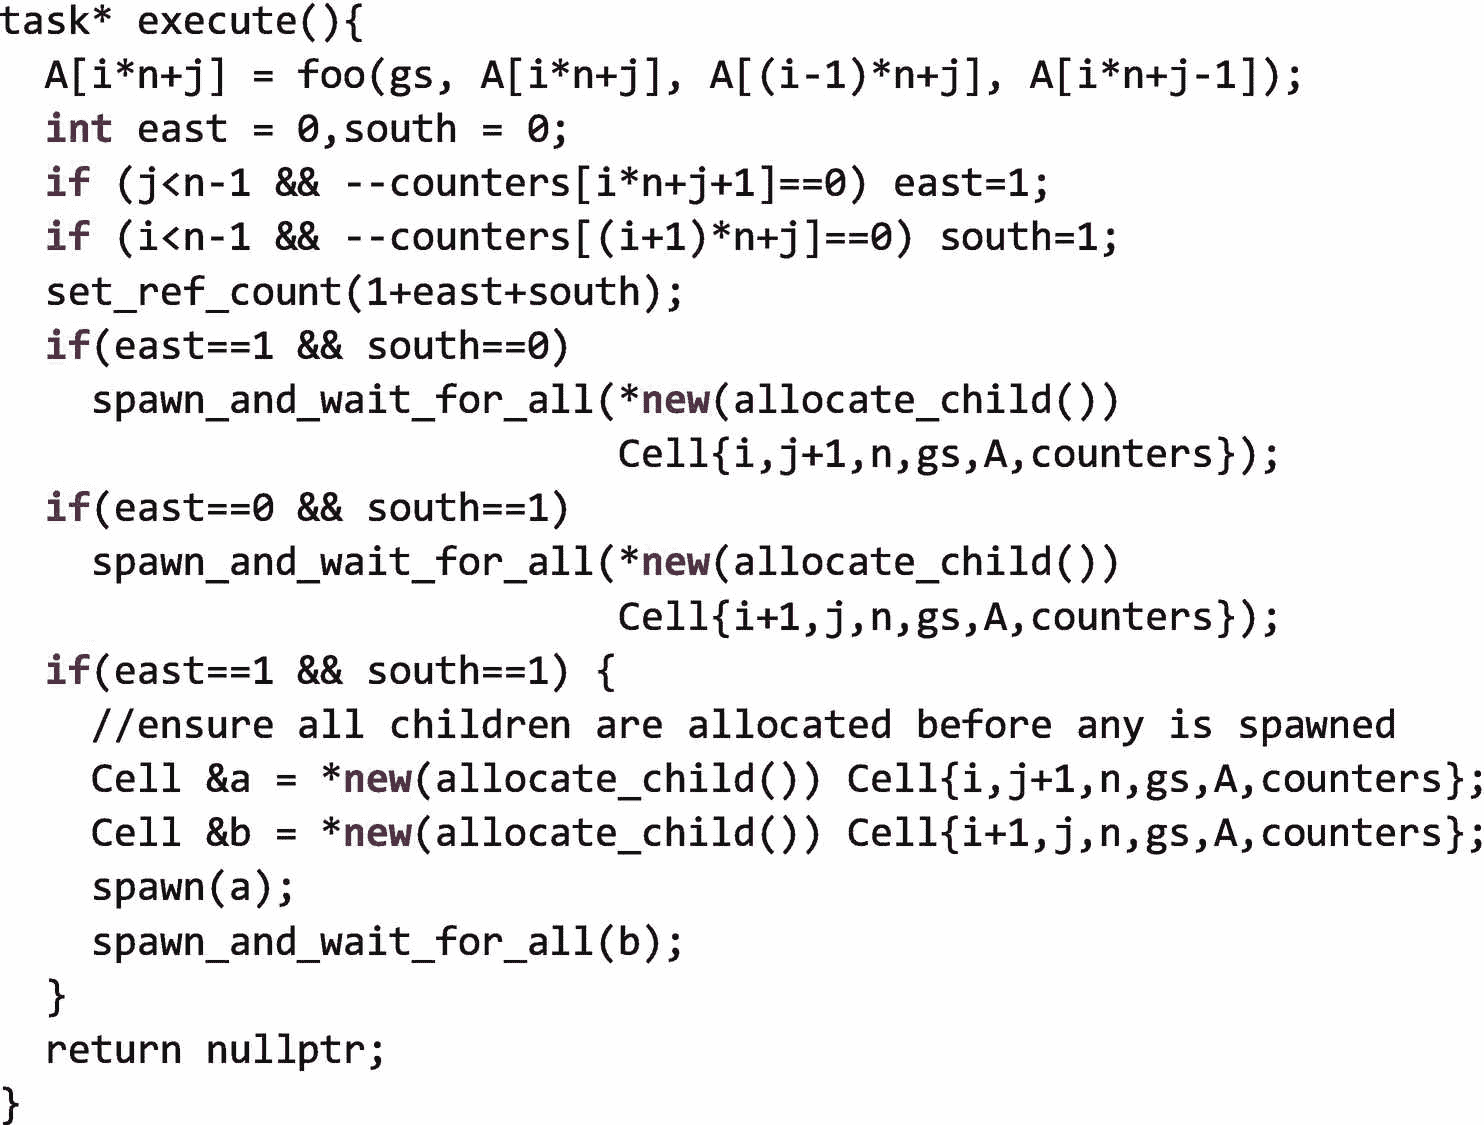 task* execute(){
  A[i*n+j] = foo(gs, A[i*n+j], A[(i-1)*n+j], A[i*n+j-1]);
  int east = 0,south = 0;
  if (j<n-1 && --counters[i*n+j+1]==0) east=1;
  if (i<n-1 && --counters[(i+1)*n+j]==0) south=1;
  set_ref_count(1+east+south);
  if(east==1 && south==0)
    spawn_and_wait_for_all(*new(allocate_child())
                           Cell{i,j+1,n,gs,A,counters});
  if(east==0 && south==1)
    spawn_and_wait_for_all(*new(allocate_child())
                           Cell{i+1,j,n,gs,A,counters});
  if(east==1 && south==1) {
    //ensure all children are allocated before any is spawned
    Cell &a = *new(allocate_child()) Cell{i,j+1,n,gs,A,counters};
    Cell &b = *new(allocate_child()) Cell{i+1,j,n,gs,A,counters};
    spawn(a);
    spawn_and_wait_for_all(b);
  }
  return nullptr;
}